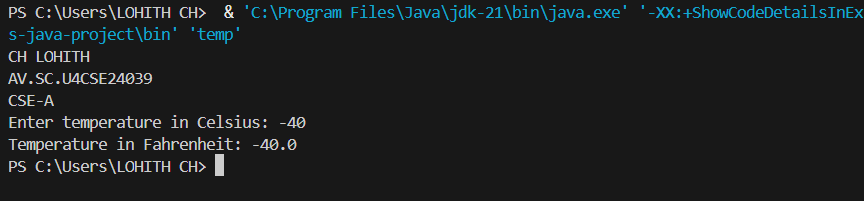 PS C:\Users\LOHITH CH>  & 'C:\Program Files\Java\jdk-21\bin\java.exe' '-XX:+ShowCodeDetailsInEx
s-java-project\bin' 'temp'
CH LOHITH
AV.SC.U4CSE24039
CSE-A
Enter temperature in Celsius: -40
Temperature in Fahrenheit: -40.0
PS C:\Users\LOHITH CH>